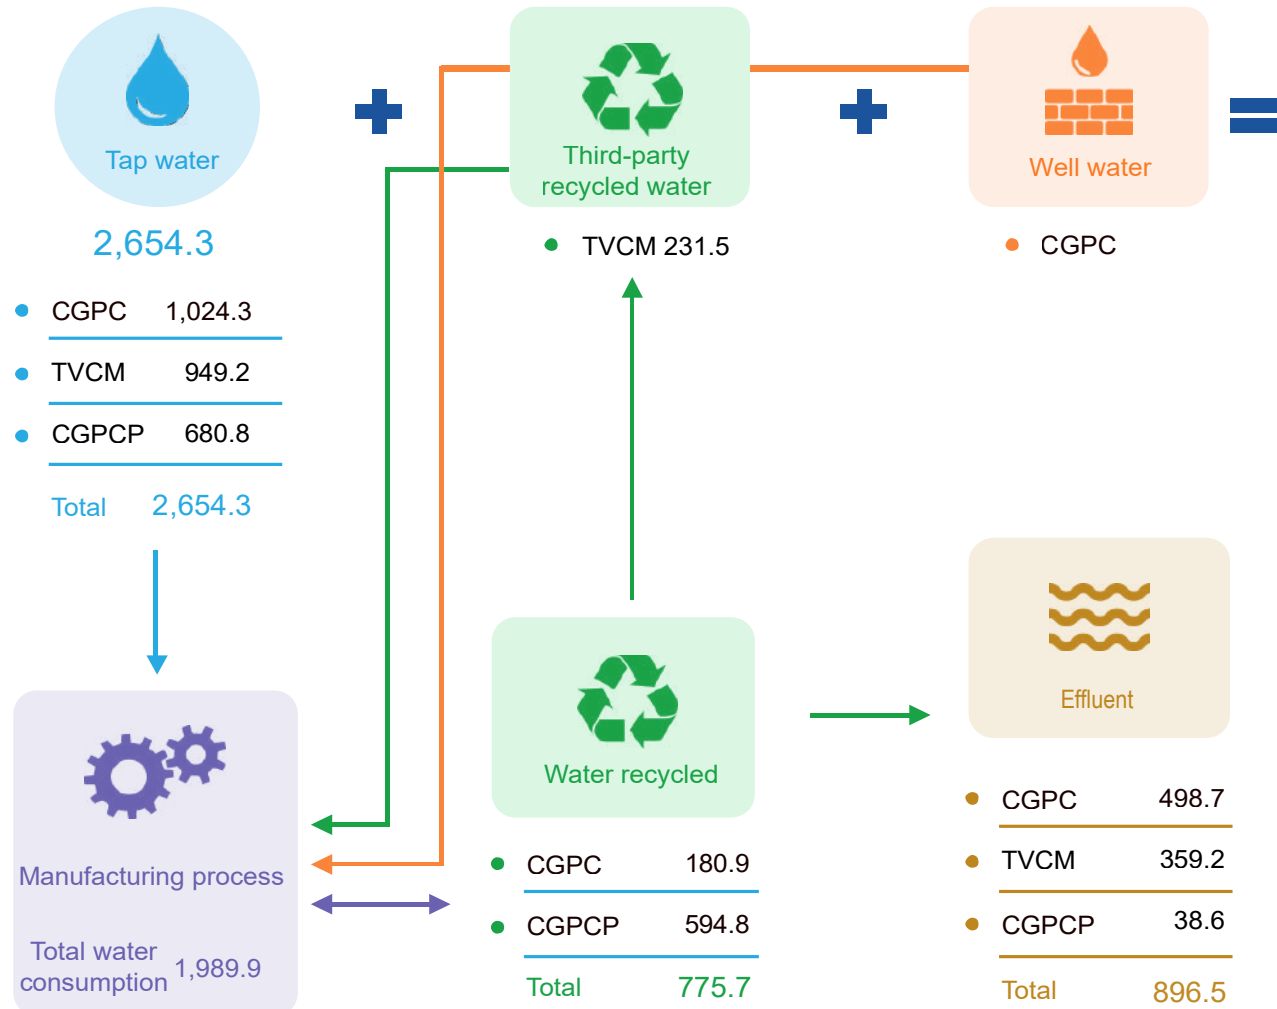 Tap water
2,654.3
CGPC 1,024.3
TVCM 949.2
CGPCP 680.8
Total 2,654.3
Third-party
recycled water
TVCM 231.5
Well water
CGPC
Manufacturing process
Total water
consumption 1,989.9
Water recycled
CGPC 180.9
CGPCP 594.8
Total 775.7
Effluent
CGPC 498.7
TVCM 359.2
CGPCP 38.6
Total 896.5